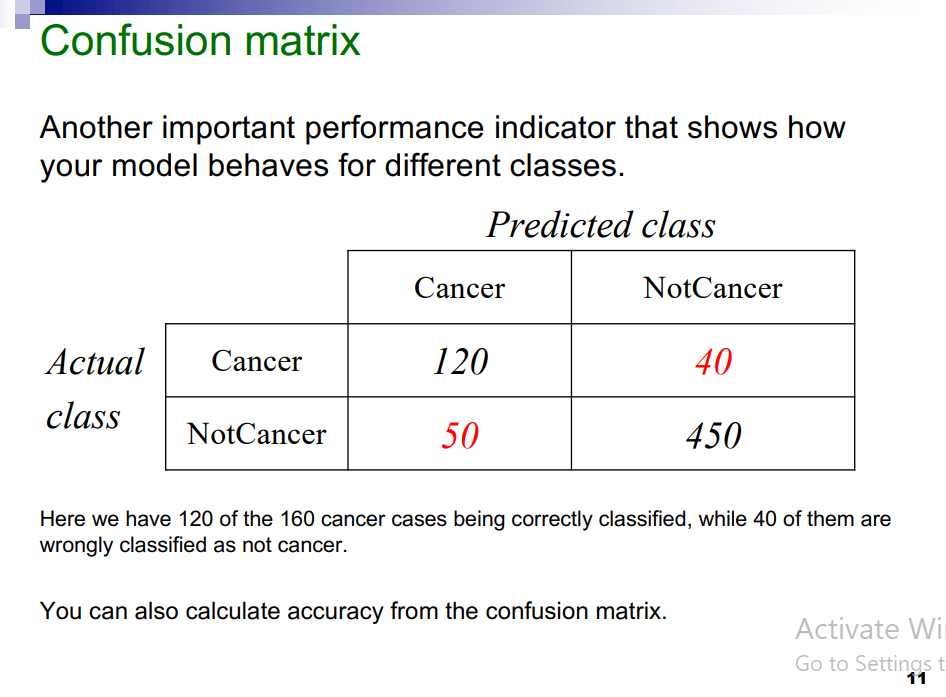 Confusion matrix
Another important performance indicator that shows how
your model behaves for different classes.
Predicted class
Cancer NotCancer
Actual
class
Cancer 120 40
NotCancer 50 450
Here we have 120 of the 160 cancer cases being correctly classified, while 40 of them are
wrongly classified as not cancer.
You can also calculate accuracy from the confusion matrix.
Activate Wi
Go to Settings t
11